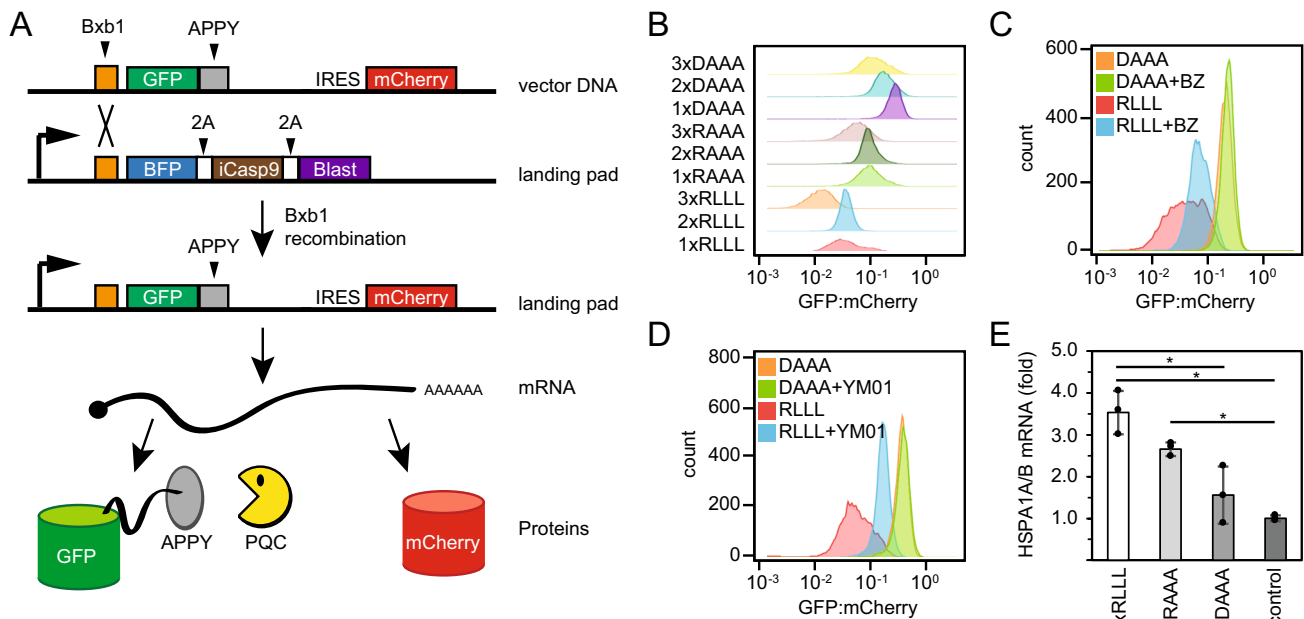 A
Bxb1
APPY
GFP
IRES
mCherry
vector DNA
2A
2A
BFP
iCasp9
Blast
landing pad
Bxb1
recombination
APPY
GFP
IRES
mCherry
landing pad
AAAAAA
mRNA
GFP
APPY
PQC
mCherry
Proteins
B
3xDAAA
2xDAAA
1xDAAA
3xRAAA
2xRAAA
1xRAAA
3xRLLL
2xRLLL
1xRLLL
10-3
10-2
10-1
100
GFP:mCherry
C
600
400
200
0
count
DAAA
DAAA+BZ
RLLL
RLLL+BZ
10-3
10-2
10-1
100
GFP:mCherry
D
800
600
400
200
0
count
DAAA
DAAA+YM01
RLLL
RLLL+YM01
10-3
10-2
10-1
100
GFP:mCherry
E
HSPA1A/B mRNA (fold)
5.0
4.0
3.0
2.0
1.0
*
*
*
xRLLL
RAAA
DAAA
control